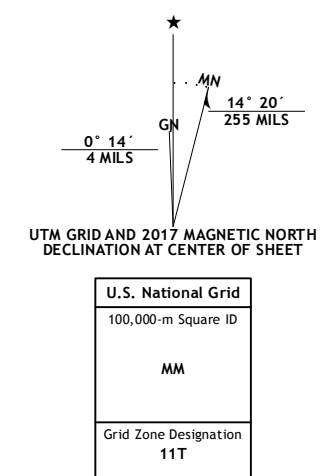 MN
14° 20´
255 MILS
GN
0° 14´
4 MILS
UTM GRID AND 2017 MAGNETIC NORTH
DECLINATION AT CENTER OF SHEET
U.S. National Grid
100,000-m Square ID
MM
Grid Zone Designation
11T